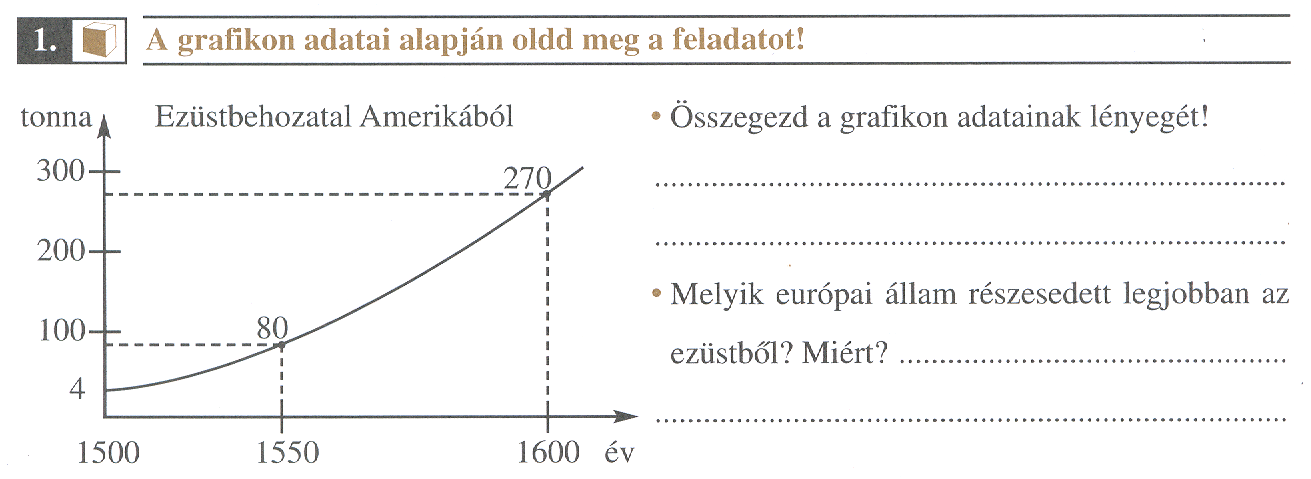 1. A grafikon adatai alapján oldd meg a feladatot!
tonna Ezüstbehozatal Amerikából
300
270
200
100
80
4
1500 1550 1600 év
• Összegezd a grafikon adatainak lényegét!
• Melyik európai állam részesedett legjobban az
ezüstből? Miért?